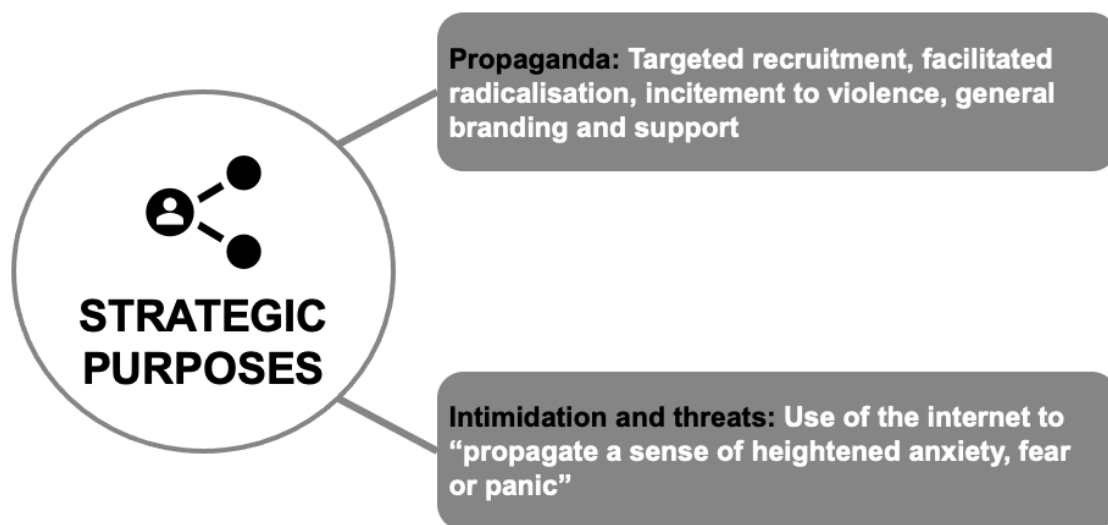 STRATEGIC
PURPOSES
Propaganda: Targeted recruitment, facilitated
radicalisation, incitement to violence, general
branding and support
Intimidation and threats: Use of the internet to
“propagate a sense of heightened anxiety, fear
or panic”